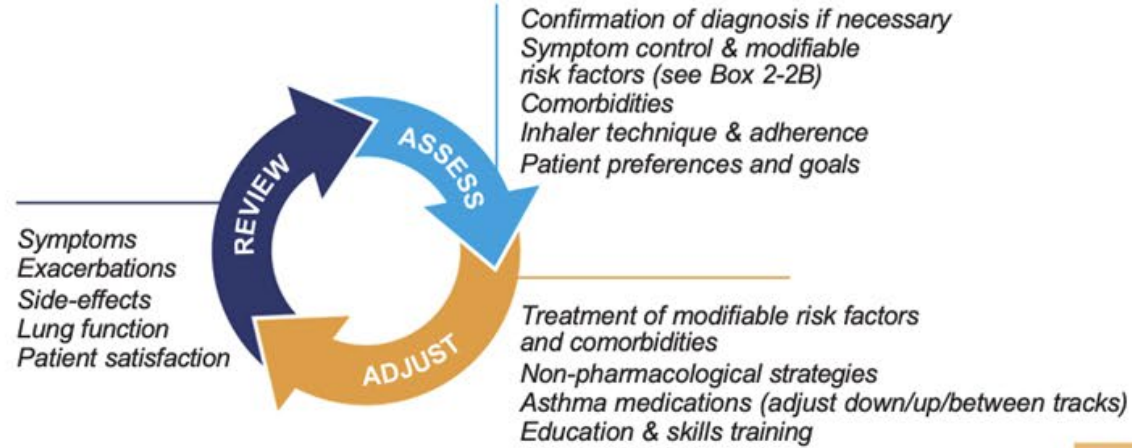 Confirmation of diagnosis if necessary
Symptom control & modifiable
risk factors (see Box 2-2B)
Comorbidities
Inhaler technique & adherence
Patient preferences and goals
ASSESS
REVIEW
Symptoms
Exacerbations
Side-effects
Lung function
Patient satisfaction
ADJUST
Treatment of modifiable risk factors
and comorbidities
Non-pharmacological strategies
Asthma medications (adjust down/up/between tracks)
Education & skills training